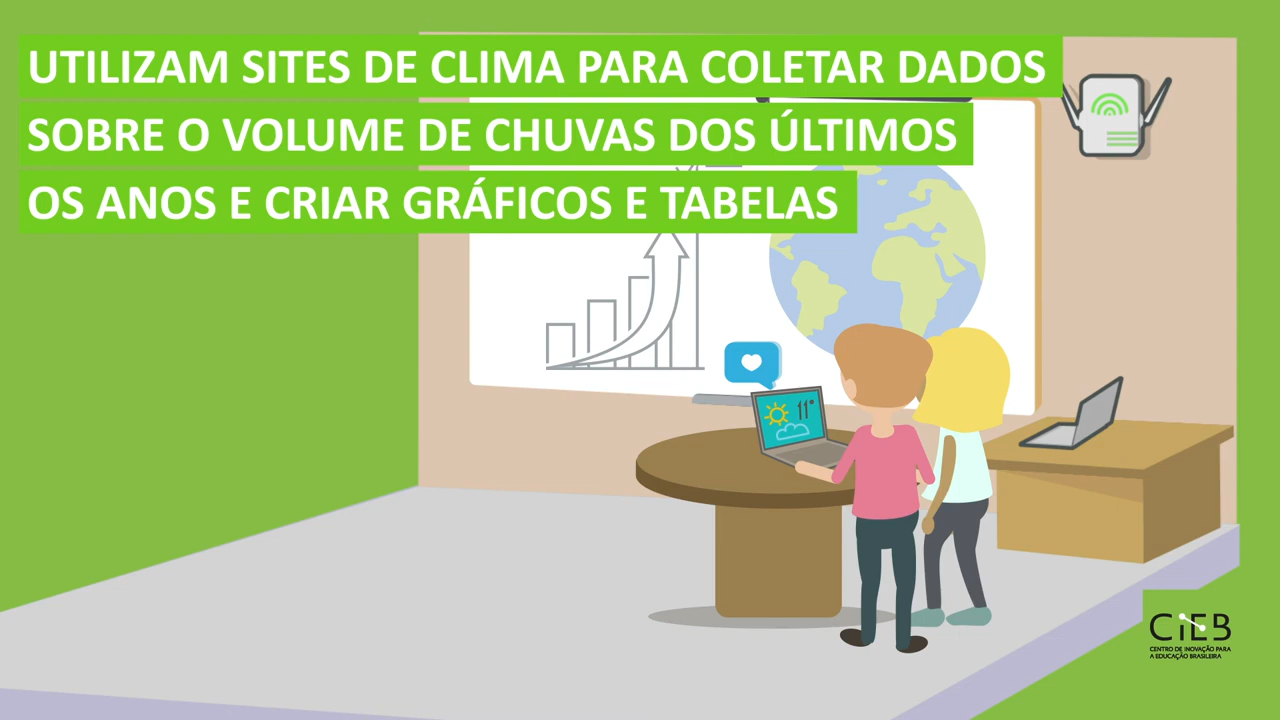 UTILIZAM SITES DE CLIMA PARA COLETAR DADOS
SOBRE O VOLUME DE CHUVAS DOS ÚLTIMOS
OS ANOS E CRIAR GRÁFICOS E TABELAS
11°
CIEB
CENTRO DE INOVAÇÃO PARA
A EDUCAÇÃO BRASILEIRA